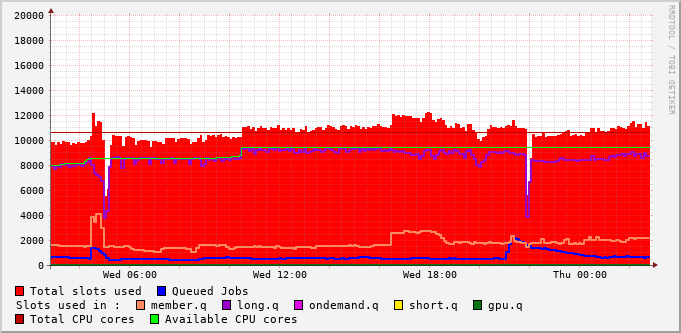 20000
18000
16000
14000
12000
10000
8000
6000
4000
2000
0
Wed 06:00 Wed 12:00 Wed 18:00 Thu 00:00
RRDTOOL / TOBI OETIKER
Total slots used Queued Jobs
Slots used in : member.q long.q ondemand.q short.q gpu.q
Total CPU cores Available CPU cores